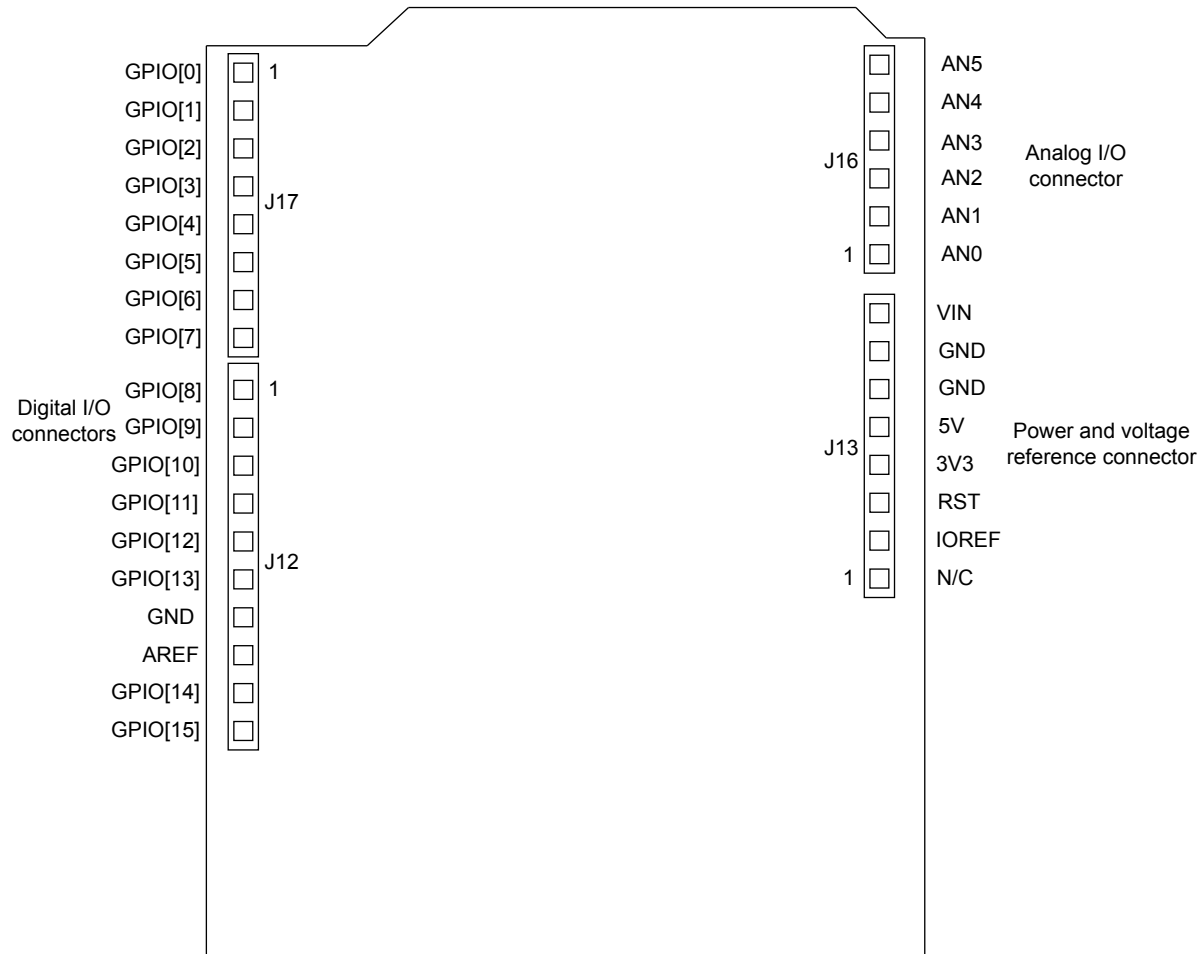 GPIO[0]
1
GPIO[1]
GPIO[2]
GPIO[3]
J17
GPIO[4]
GPIO[5]
GPIO[6]
GPIO[7]
GPIO[8]
1
Digital I/O
connectors
GPIO[9]
GPIO[10]
GPIO[11]
GPIO[12]
J12
GPIO[13]
GND
AREF
GPIO[14]
GPIO[15]
AN5
AN4
AN3
J16
AN2
AN1
1
AN0
Analog I/O
connector
VIN
GND
GND
5V
J13
3V3
RST
IOREF
1
N/C
Power and voltage
reference connector